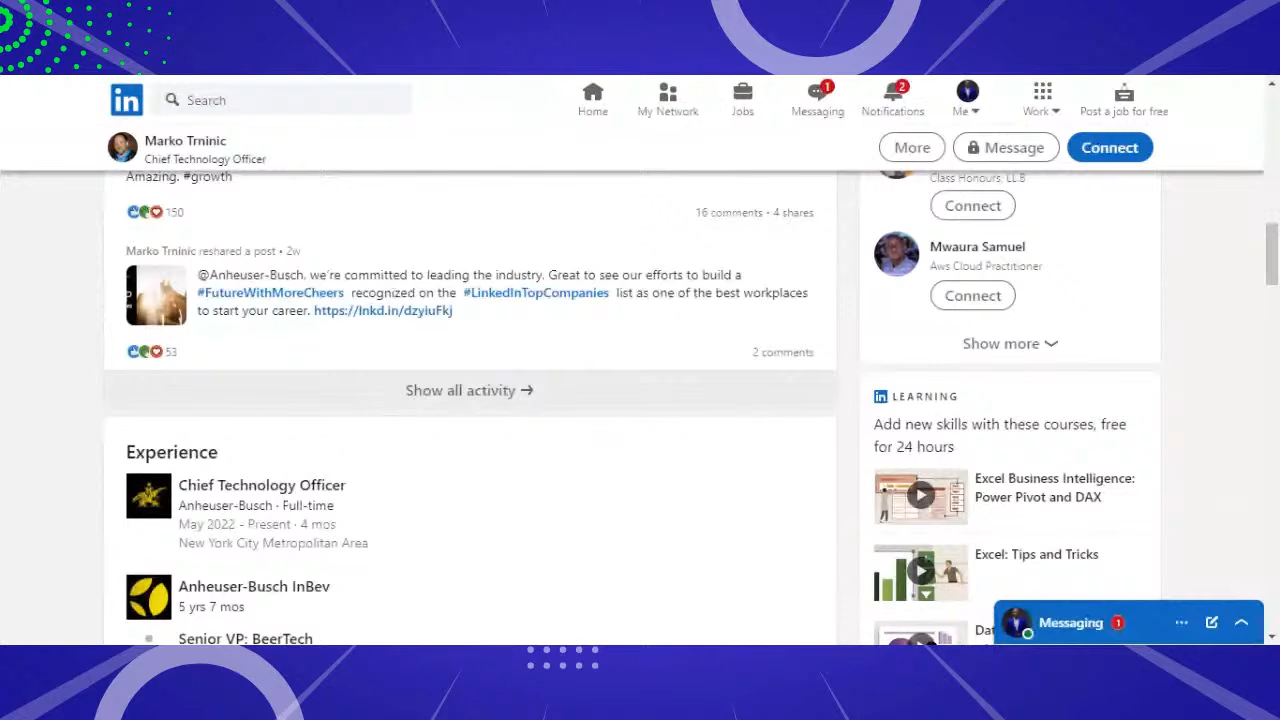 in
Search
Home
My Network
Jobs
1
Messaging
2
Notifications
Me
Work
Post a job for free
Marko Trninic
Chief Technology Officer
More
Message
Connect
Amazing. #growth
150
16 comments • 4 shares
Marko Trninic reshared a post • 2w
@Anheuser-Busch. we're committed to leading the industry. Great to see our efforts to build a
#FutureWithMoreCheers recognized on the #LinkedInTopCompanies list as one of the best workplaces
to start your career. https://lnkd.in/dzyiuFkj
53
2 comments
Show all activity →
Experience
Chief Technology Officer
Anheuser-Busch · Full-time
May 2022 - Present · 4 mos
New York City Metropolitan Area
Anheuser-Busch InBev
5 yrs 7 mos
Senior VP: BeerTech
Class Honours, LL.B
Connect
Mwaura Samuel
Aws Cloud Practitioner
Connect
Show more
in LEARNING
Add new skills with these courses, free
for 24 hours
Excel Business Intelligence:
Power Pivot and DAX
Excel: Tips and Tricks
Messaging 1